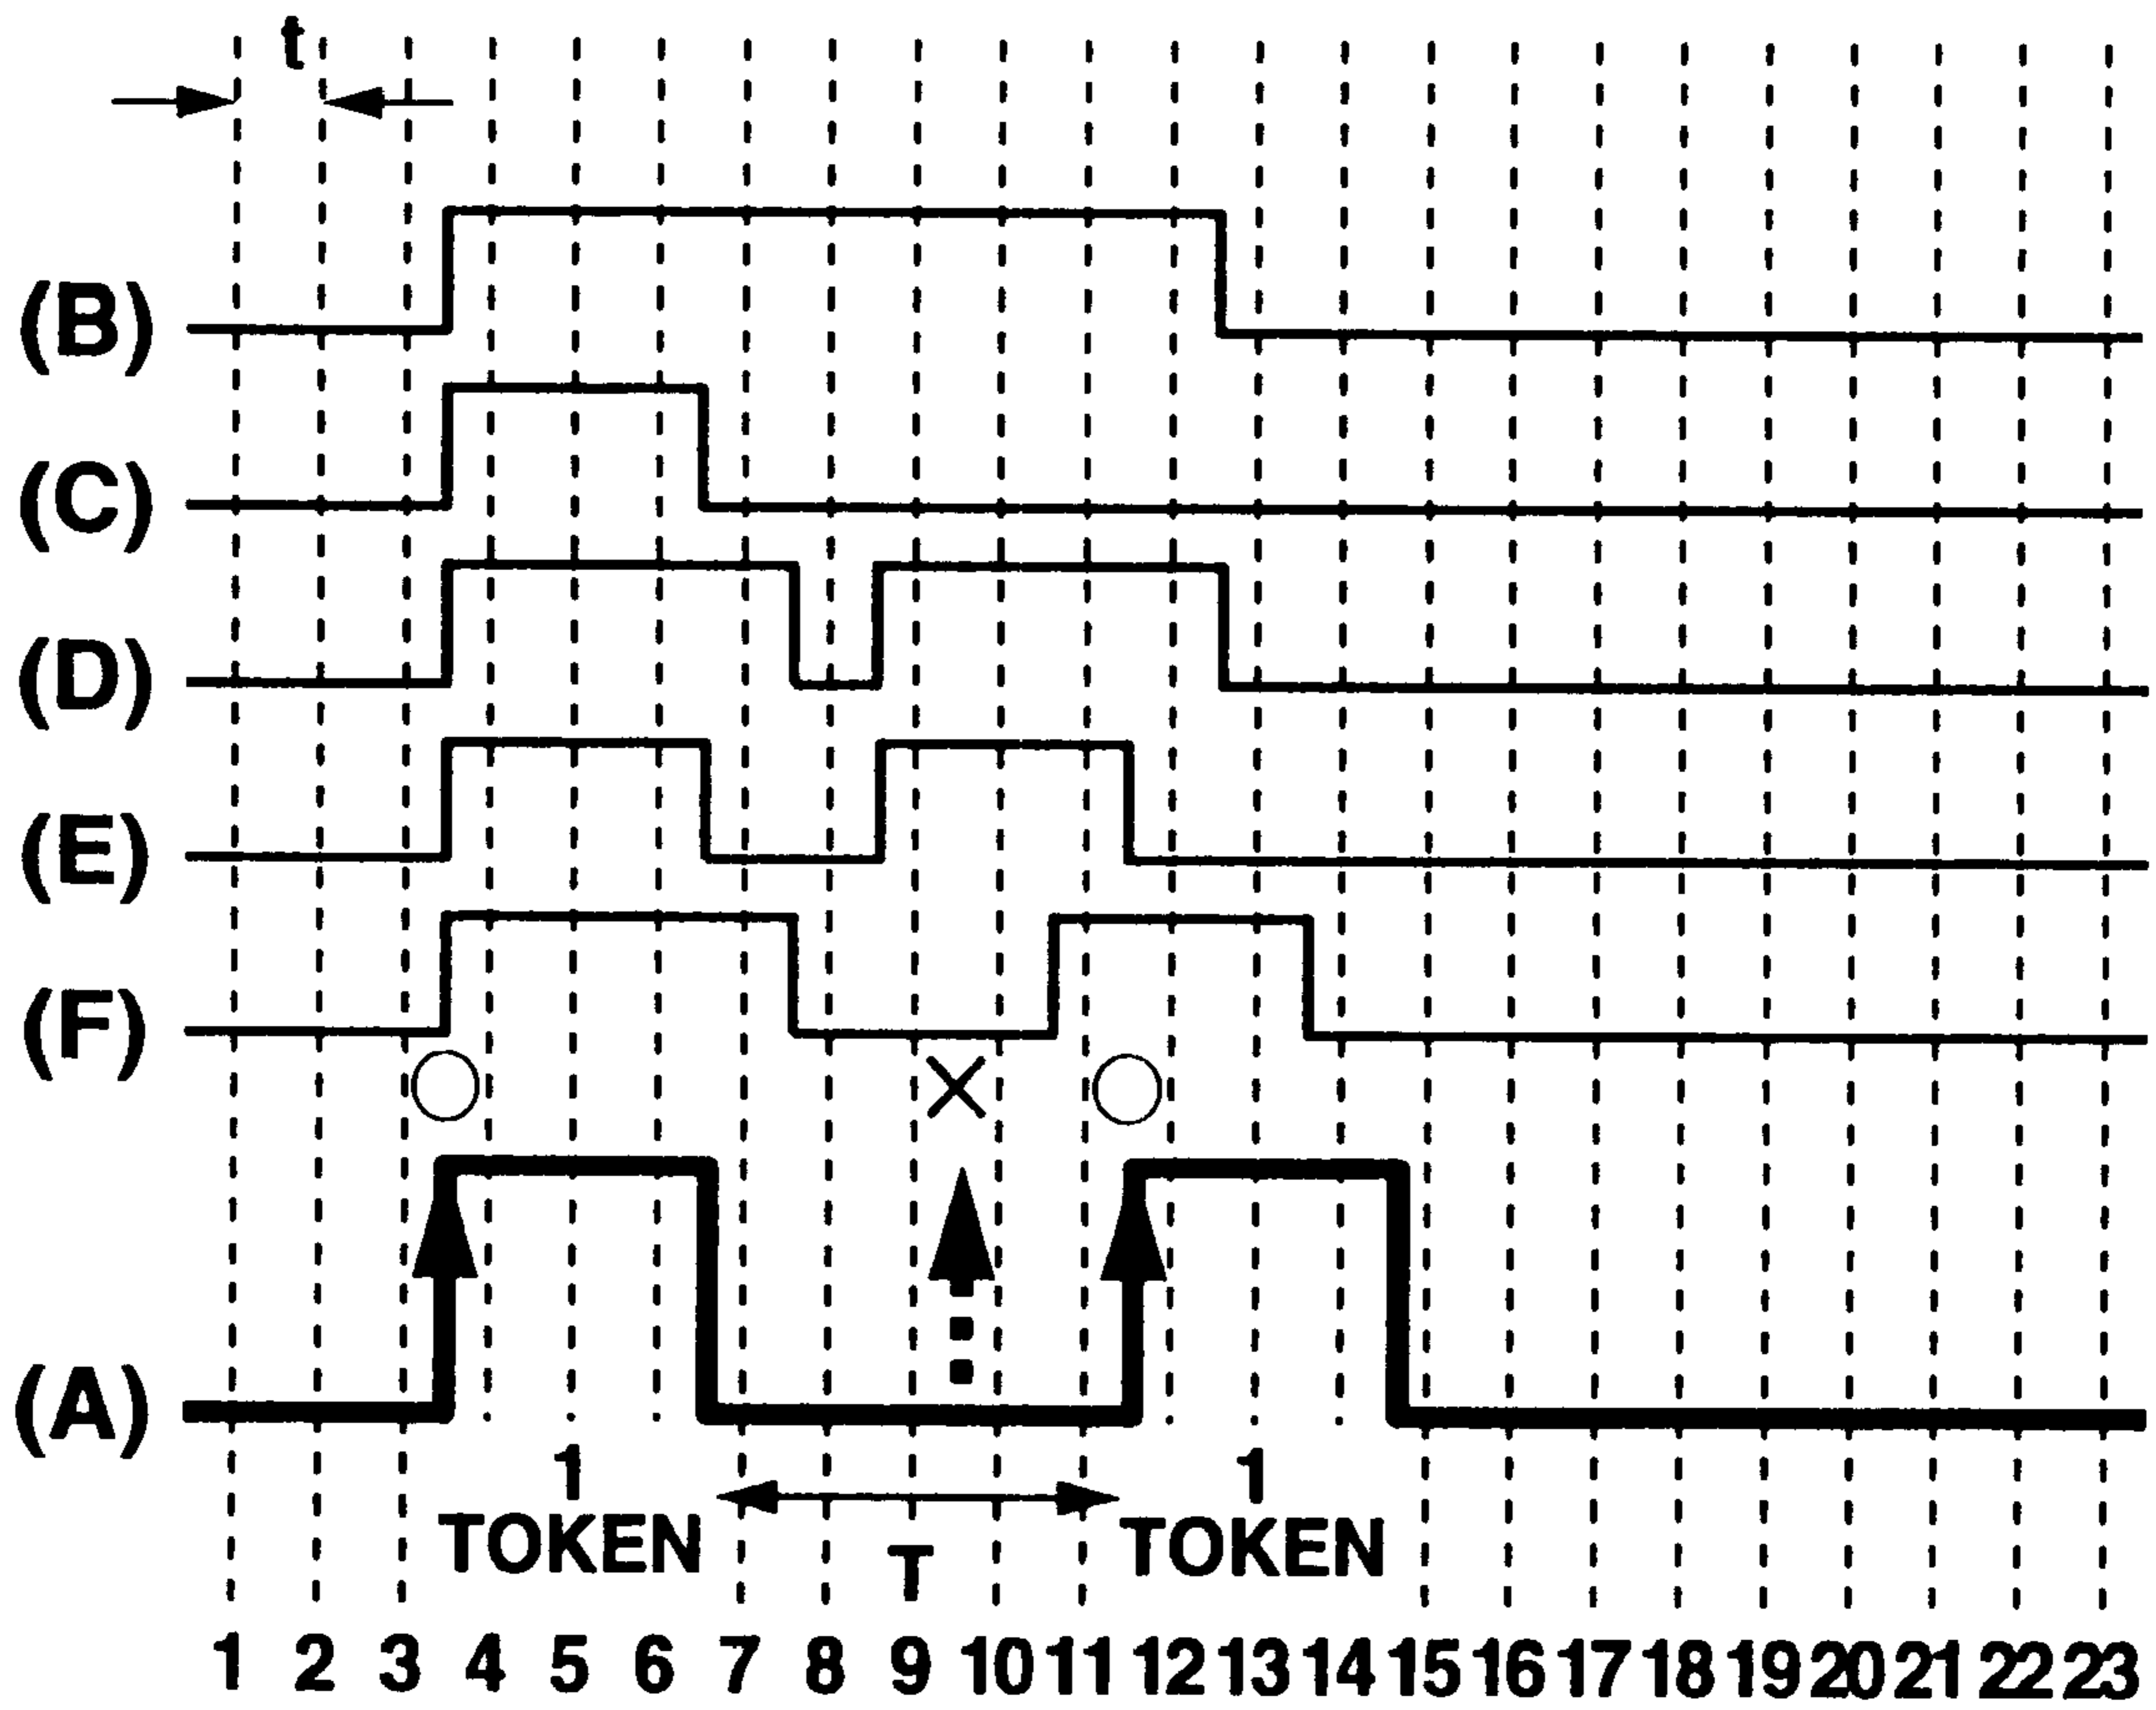 t
(B)
(C)
(D)
(E)
(F)
(A)
1 1
TOKEN T TOKEN
1 2 3 4 5 6 7 8 9 10 11 12 13 14 15 16 17 18 19 20 21 22 23